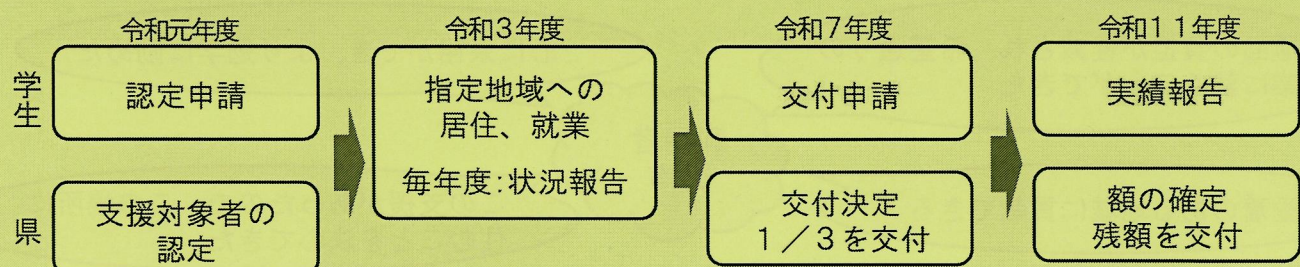 令和元年度
令和3年度
令和7年度
令和11年度
学生
認定申請
指定地域への
居住、就業
毎年度:状況報告
交付申請
実績報告
県
支援対象者の
認定
交付決定
1/3を交付
額の確定
残額を交付